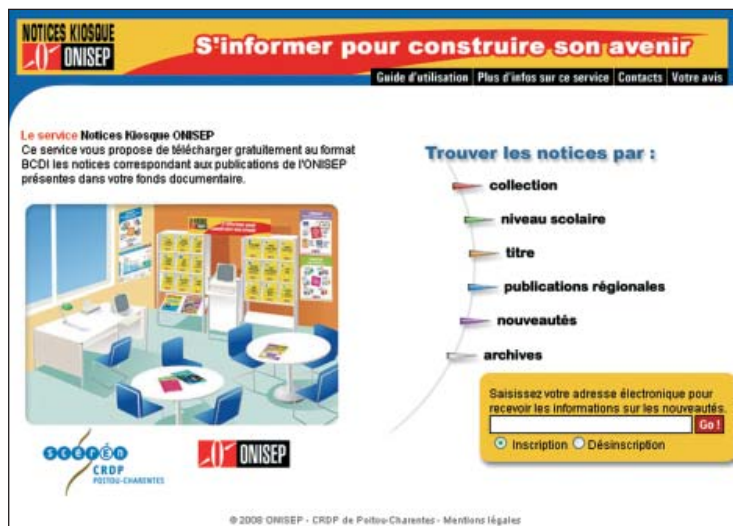 NOTICES KIOSQUE
ONISEP
S'informer pour construire son avenir
Guide d'utilisation Plus d'infos sur ce service Contacts Votre avis
Le service Notices Kiosque ONISEP
Ce service vous propose de télécharger gratuitement au format
BCDI les notices correspondant aux publications de l'ONISEP
présentes dans votre fonds documentaire.
Trouver les notices par :
collection
niveau scolaire
titre
publications régionales
nouveautés
archives
Saisissez votre adresse électronique pour
recevoir les informations sur les nouveautés.
Go !
Inscription Désinscription
scérén
CRDP
POITOU-CHARENTES
ONISEP
© 2008 ONISEP - CRDP de Poitou-Charentes - Mentions légales